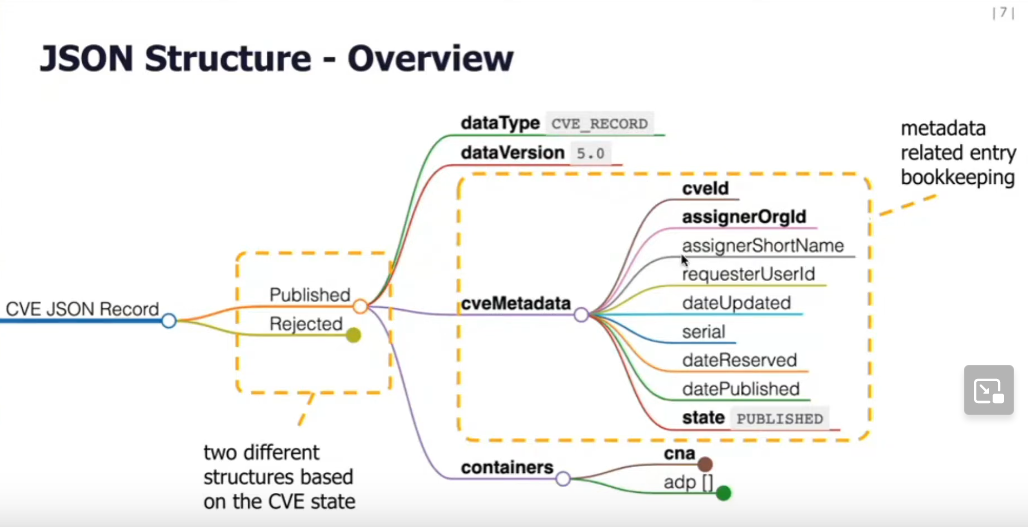 | 7 |
JSON Structure - Overview
dataType CVE_RECORD
dataVersion 5.0
metadata
related entry
bookkeeping
cveId
assignerOrgId
assignerShortName
requesterUserId
dateUpdated
serial
dateReserved
datePublished
state PUBLISHED
cveMetadata
CVE JSON Record
Published
Rejected
containers
cna
adp []
two different
structures based
on the CVE state